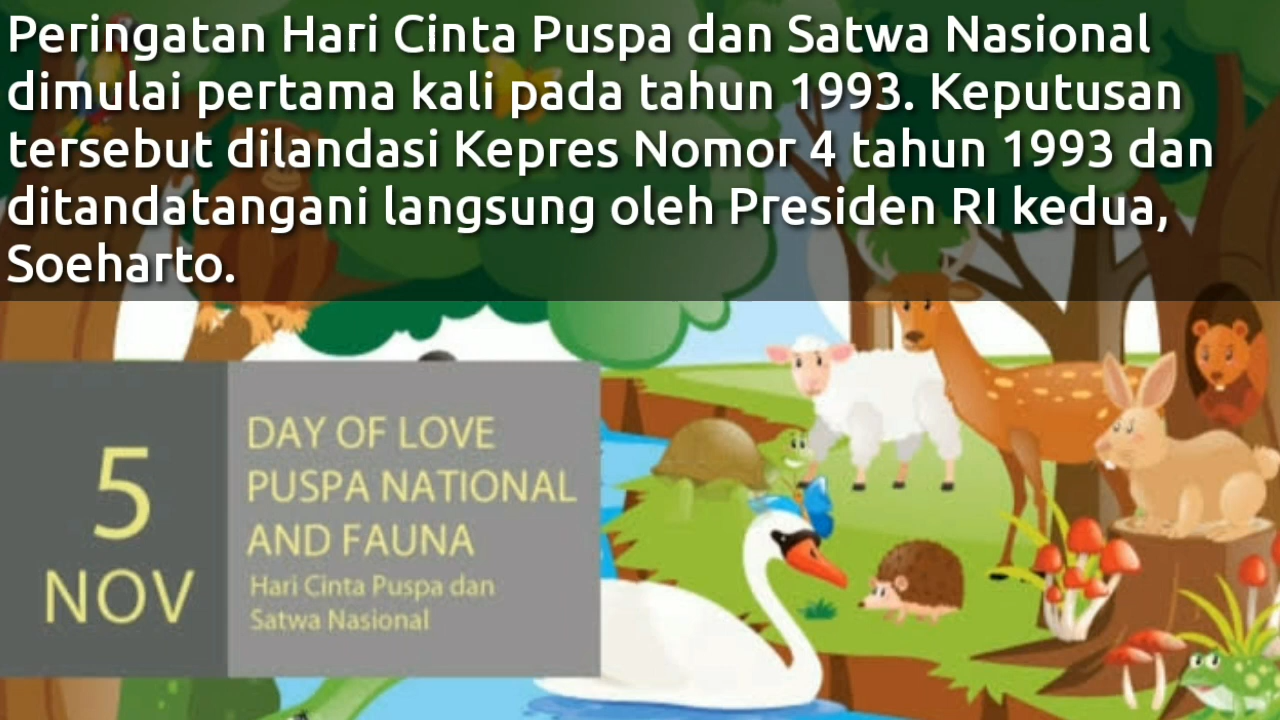 Peringatan Hari Cinta Puspa dan Satwa Nasional
dimulai pertama kali pada tahun 1993. Keputusan
tersebut dilandasi Kepres Nomor 4 tahun 1993 dan
ditandatangani langsung oleh Presiden RI kedua,
Soeharto.
5
NOV
DAY OF LOVE
PUSPA NATIONAL
AND FAUNA
Hari Cinta Puspa dan
Satwa Nasional